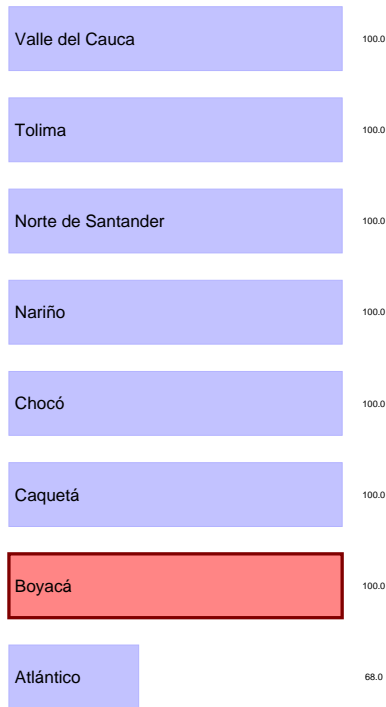 Valle del Cauca 100.0
Tolima 100.0
Norte de Santander 100.0
Nariño 100.0
Chocó 100.0
Caquetá 100.0
Boyacá 100.0
Atlántico 68.0